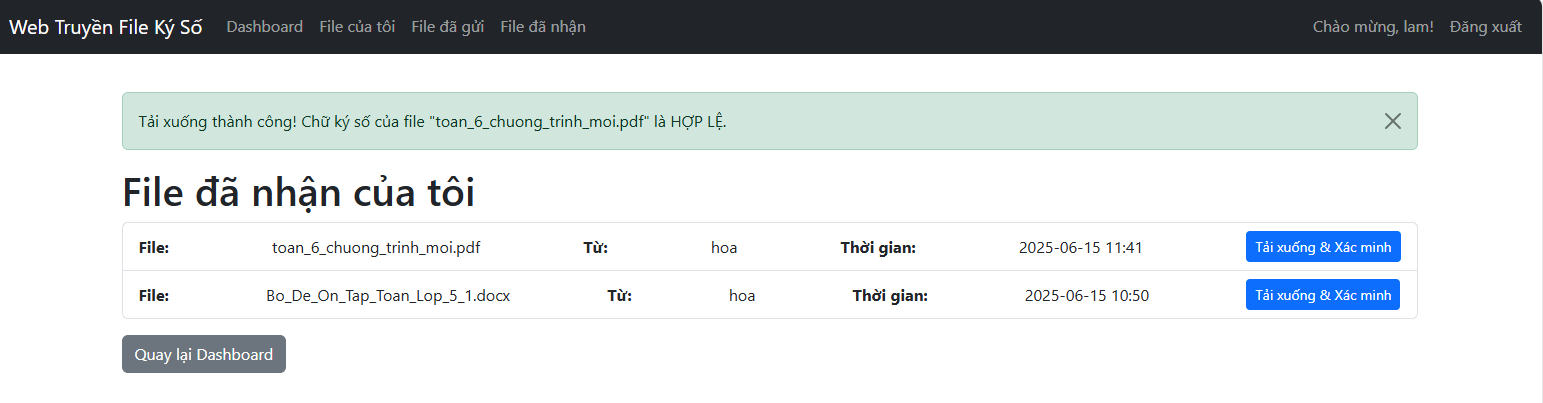 Web Truyền File Ký Số Dashboard File của tôi File đã gửi File đã nhận Chào mừng, lam! Đăng xuất
Tải xuống thành công! Chữ ký số của file "toan_6_chuong_trinh_moi.pdf" là HỢP LỆ.
File đã nhận của tôi
File: toan_6_chuong_trinh_moi.pdf Từ: hoa Thời gian: 2025-06-15 11:41 Tải xuống & Xác minh
File: Bo_De_On_Tap_Toan_Lop_5_1.docx Từ: hoa Thời gian: 2025-06-15 10:50 Tải xuống & Xác minh
Quay lại Dashboard